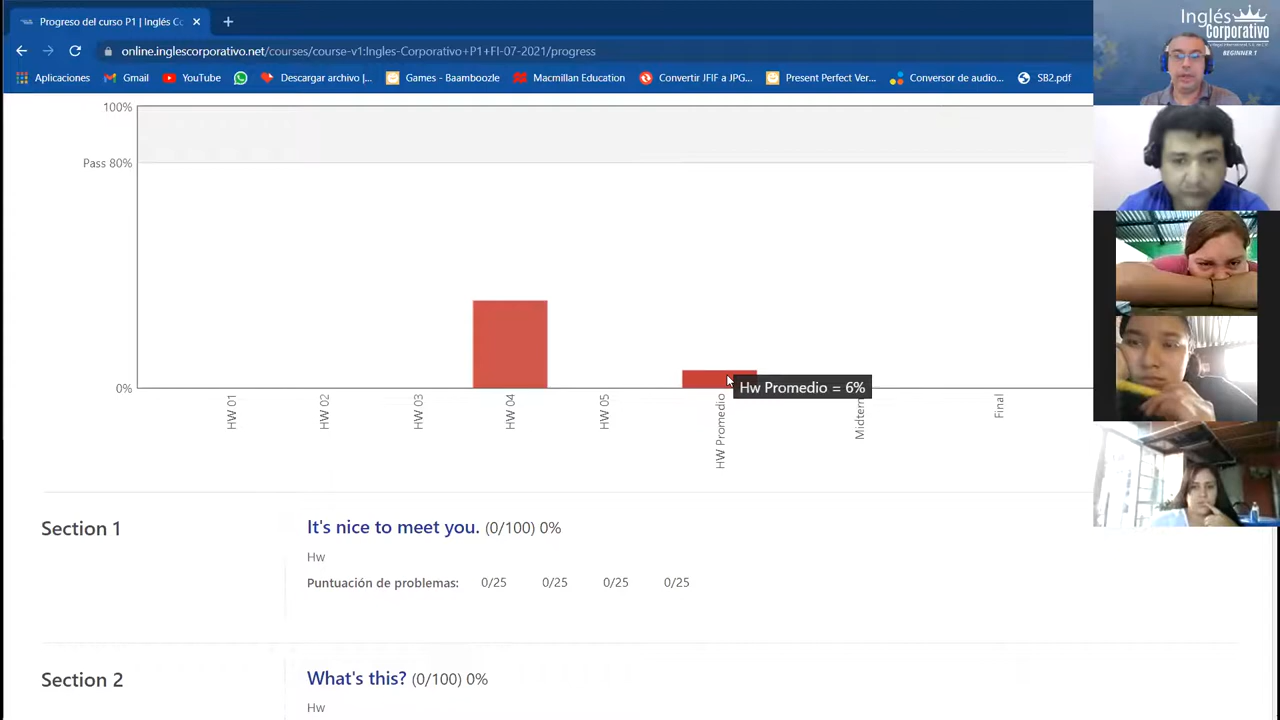 Progreso del curso P1 | Inglés Co
online.inglescorporativo.net/courses/course-v1:Ingles-Corporativo+P1+FI-07-2021/progress
Aplicaciones
Gmail
YouTube
Descargar archivo |...
Games - Baamboozle
Macmillan Education
Convertir JFIF a JPG...
Present Perfect Ver...
Conversor de audio...
SB2.pdf
Inglés
Corporativo
BEGINNER 1
100%
Pass 80%
0%
HW 01
HW 02
HW 03
HW 04
HW 05
HW Promedio
Hw Promedio = 6%
Final
Section 1
It's nice to meet you. (0/100) 0%
Hw
Puntuación de problemas: 0/25 0/25 0/25 0/25
Section 2
What's this? (0/100) 0%
Hw